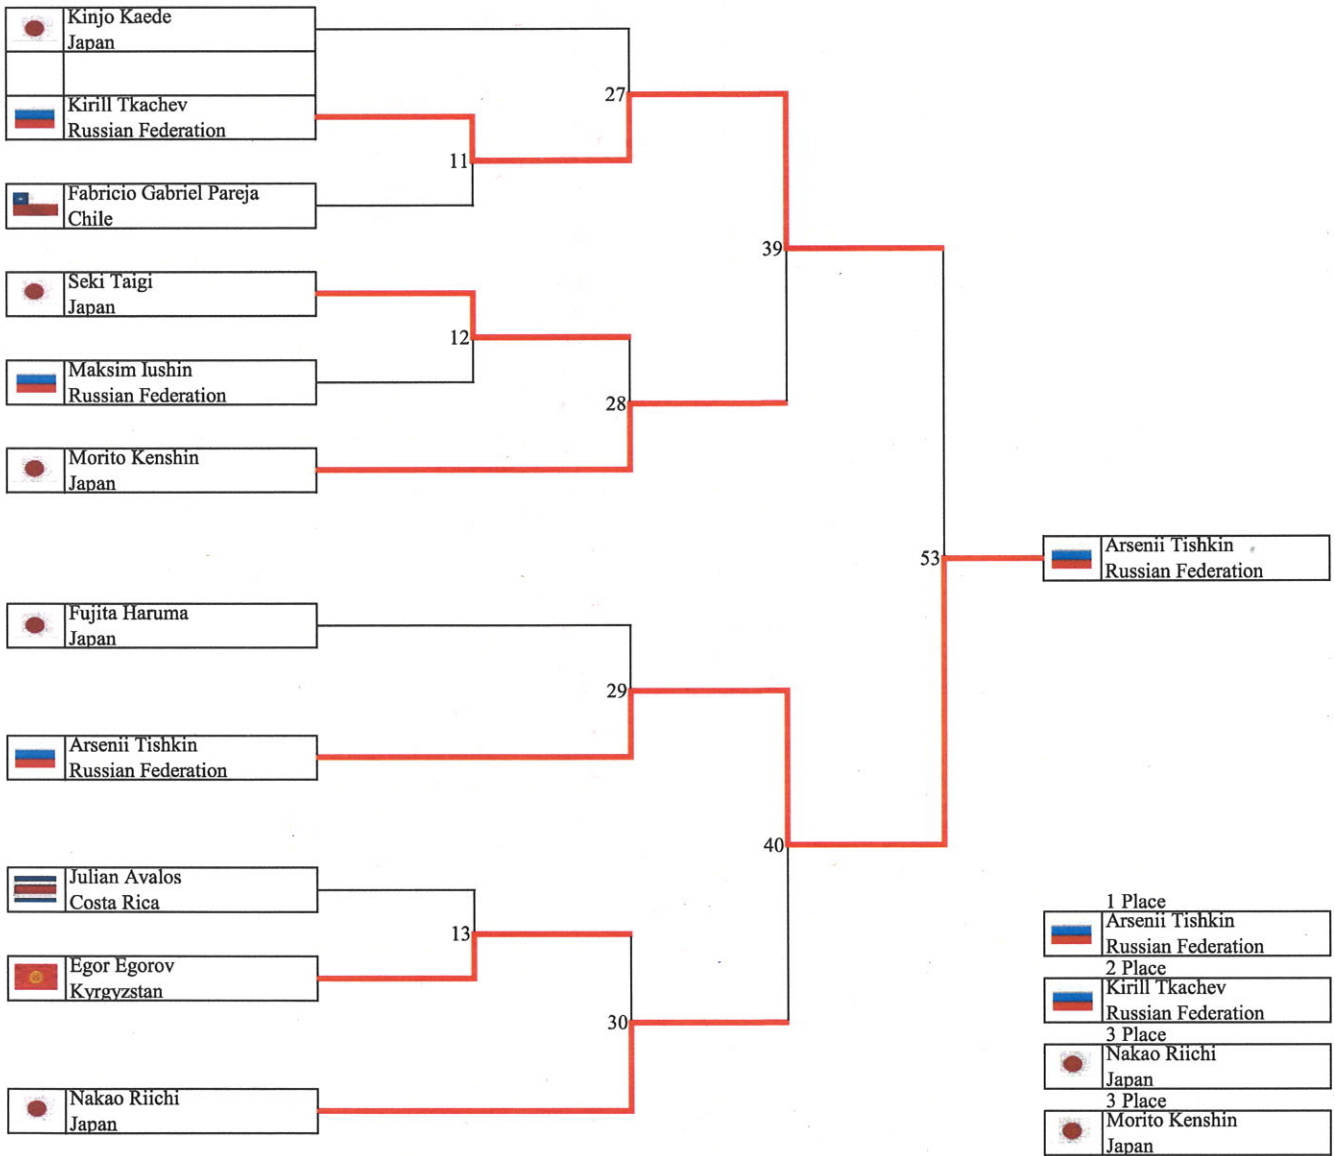 Kinjo Kaede
Japan
Kirill Tkachev
Russian Federation
Fabricio Gabriel Pareja
Chile
Seki Taigi
Japan
Maksim Iushin
Russian Federation
Morito Kenshin
Japan
Fujita Haruma
Japan
Arsenii Tishkin
Russian Federation
Julian Avalos
Costa Rica
Egor Egorov
Kyrgyzstan
Nakao Riichi
Japan
11
12
13
27
28
29
30
39
40
53
Arsenii Tishkin
Russian Federation
1 Place
Arsenii Tishkin
Russian Federation
2 Place
Kirill Tkachev
Russian Federation
3 Place
Nakao Riichi
Japan
3 Place
Morito Kenshin
Japan